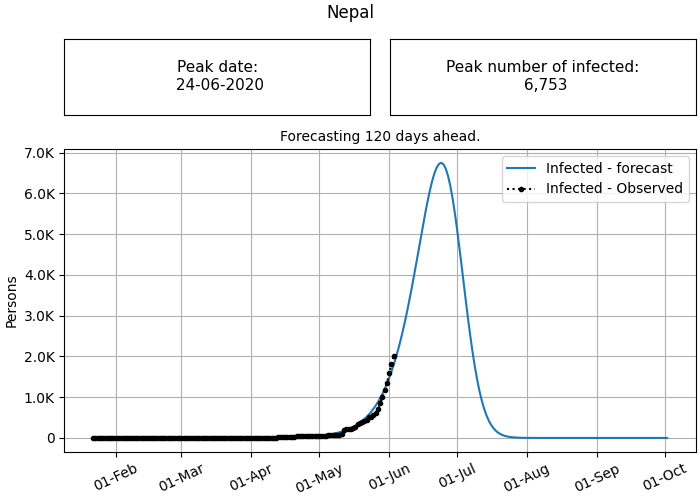 Nepal
Peak date:
24-06-2020
Peak number of infected:
6,753
Forecasting 120 days ahead.
Infected - forecast
Infected - Observed
Persons
7.0K
6.0K
5.0K
4.0K
3.0K
2.0K
1.0K
0
01-Feb
01-Mar
01-Apr
01-May
01-Jun
01-Jul
01-Aug
01-Sep
01-Oct